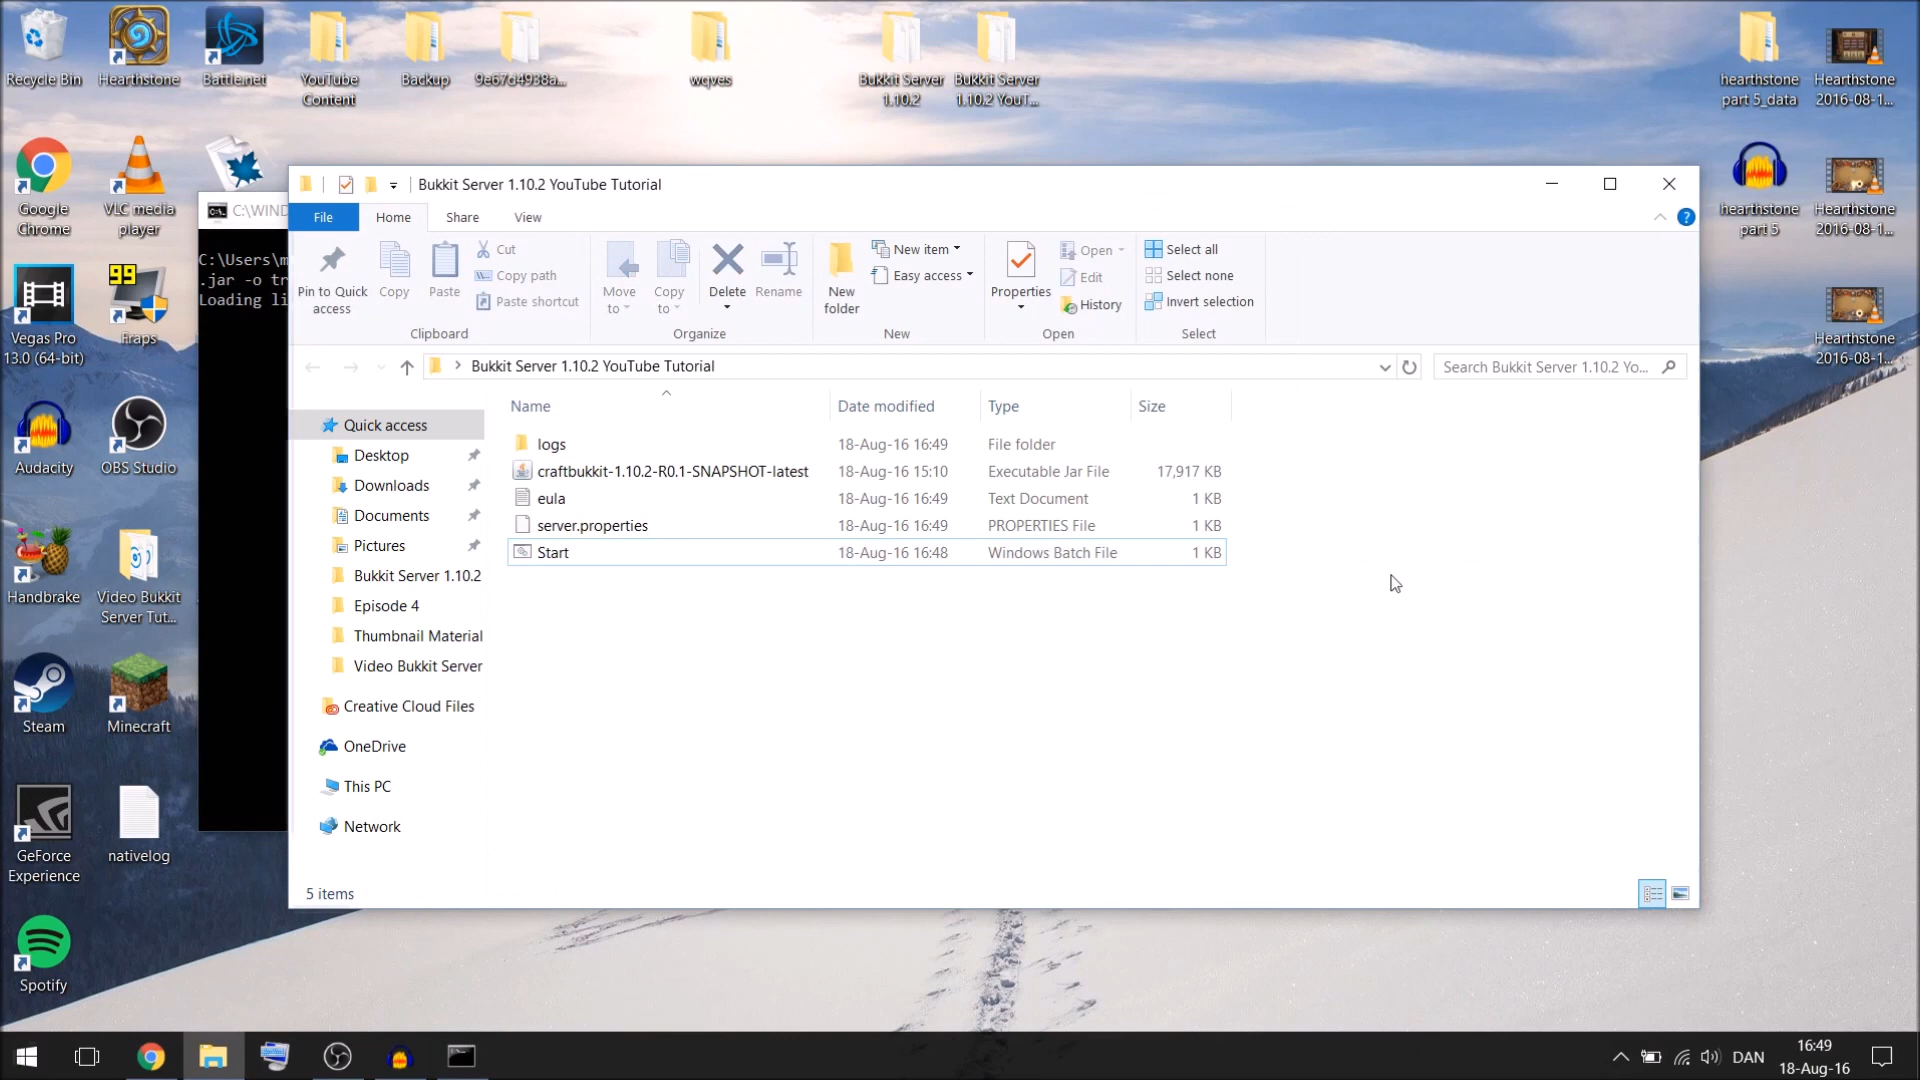 Recycle Bin
Hearthstone
Battle.net
YouTube
Content
Backup
9e67d4938a...
wqves
Bukkit Server
1.10.2
Bukkit Server
1.10.2 YouT...
hearthstone
part 5_data
Hearthstone
2016-08-1...
Google
Chrome
VLC media
player
hearthstone
part 5
Hearthstone
2016-08-1...
Vegas Pro
13.0 (64-bit)
99
Fraps
Hearthstone
2016-08-1...
Audacity
OBS Studio
Handbrake
Video Bukkit
Server Tut...
Steam
Minecraft
GeForce
Experience
nativelog
Spotify
C:\WIND
C:\Users\m
.jar -o tr
Loading li
Bukkit Server 1.10.2 YouTube Tutorial
File
Home
Share
View
Pin to Quick
access
Copy
Paste
Cut
Copy path
Paste shortcut
Clipboard
Move
to
Copy
to
Delete
Rename
Organize
New
folder
New item
Easy access
New
Properties
Open
Edit
History
Open
Select all
Select none
Invert selection
Select
Bukkit Server 1.10.2 YouTube Tutorial
Search Bukkit Server 1.10.2 Yo...
Name Date modified Type Size
logs 18-Aug-16 16:49 File folder
craftbukkit-1.10.2-R0.1-SNAPSHOT-latest 18-Aug-16 15:10 Executable Jar File 17,917 KB
eula 18-Aug-16 16:49 Text Document 1 KB
server.properties 18-Aug-16 16:49 PROPERTIES File 1 KB
Start 18-Aug-16 16:48 Windows Batch File 1 KB
Quick access
Desktop
Downloads
Documents
Pictures
Bukkit Server 1.10.2
Episode 4
Thumbnail Material
Video Bukkit Server
Creative Cloud Files
OneDrive
This PC
Network
5 items
DAN
16:49
18-Aug-16